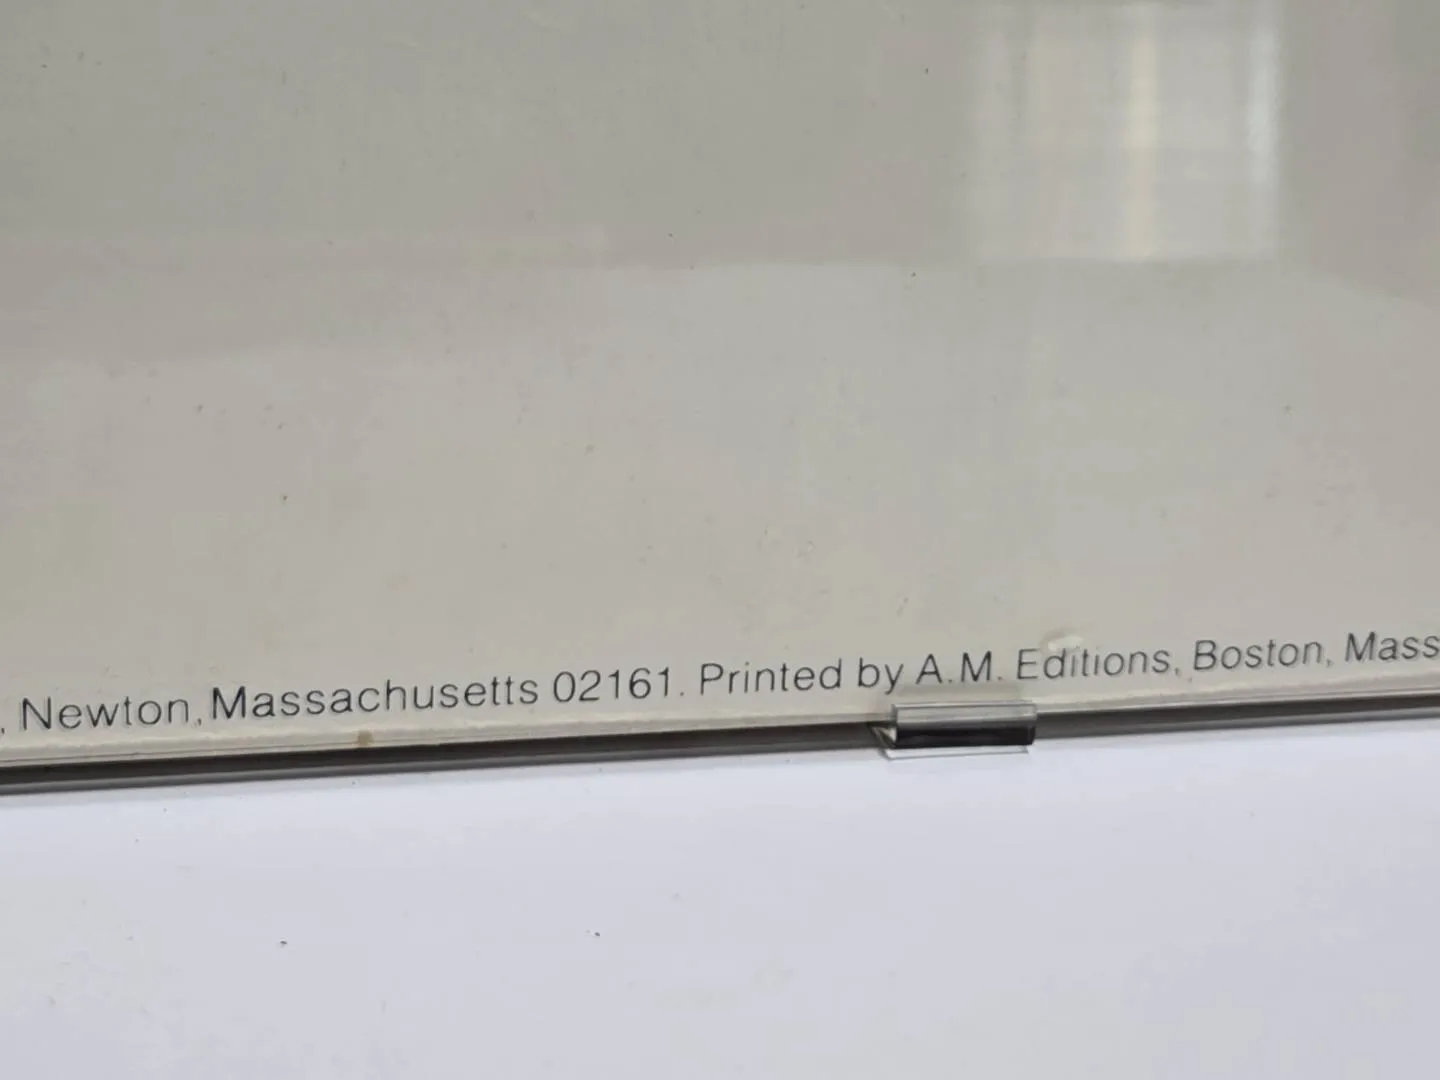 , Newton, Massachusetts 02161. Printed by A.M. Editions, Boston, Mass